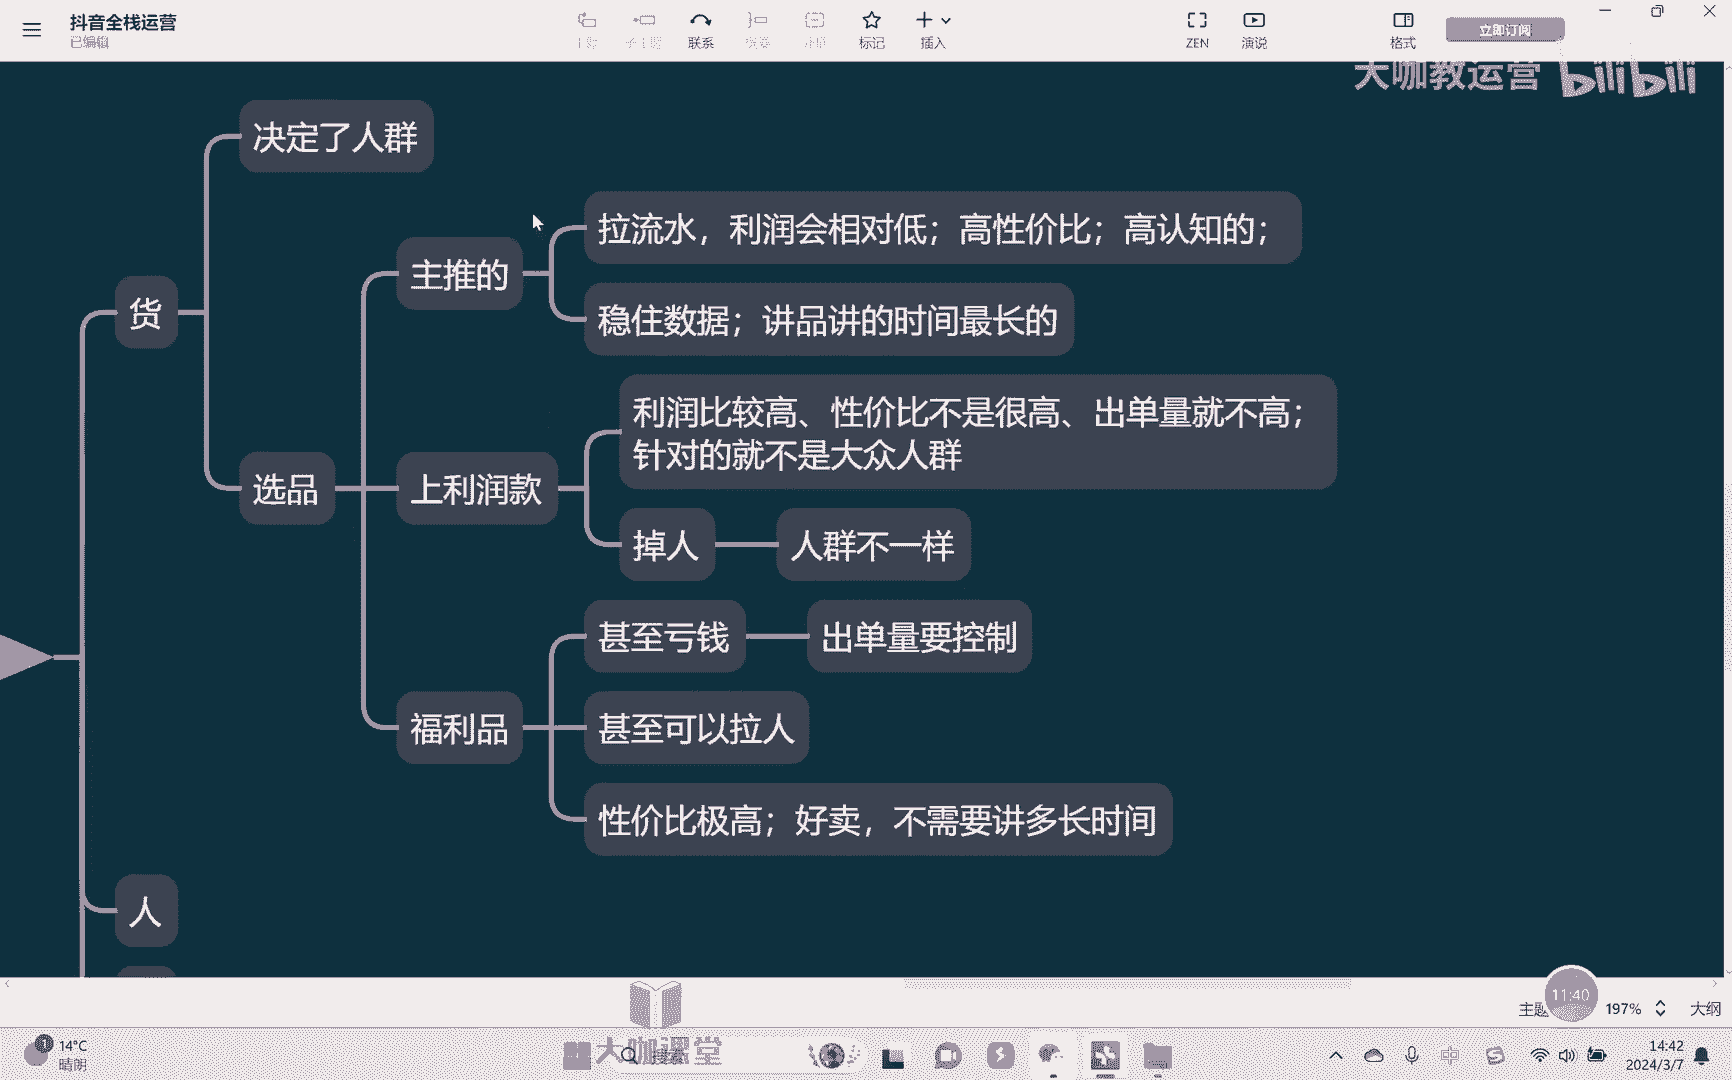 抖音全栈运营
已编辑
联系
标记
插入
ZEN
演说
格式
立即订阅
大咖教运营 bilibili
决定了人群
拉流水，利润会相对低；高性价比；高认知的；
主推的
货
稳住数据；讲品讲的时间最长的
利润比较高、性价比不是很高、出单量就不高；
针对的就不是大众人群
选品
上利润款
掉人
人群不一样
甚至亏钱
出单量要控制
福利品
甚至可以拉人
性价比极高；好卖，不需要讲多长时间
人
11:40
197%
大纲
1
14°C
晴朗
大咖课堂
中
14:42
2024/3/7